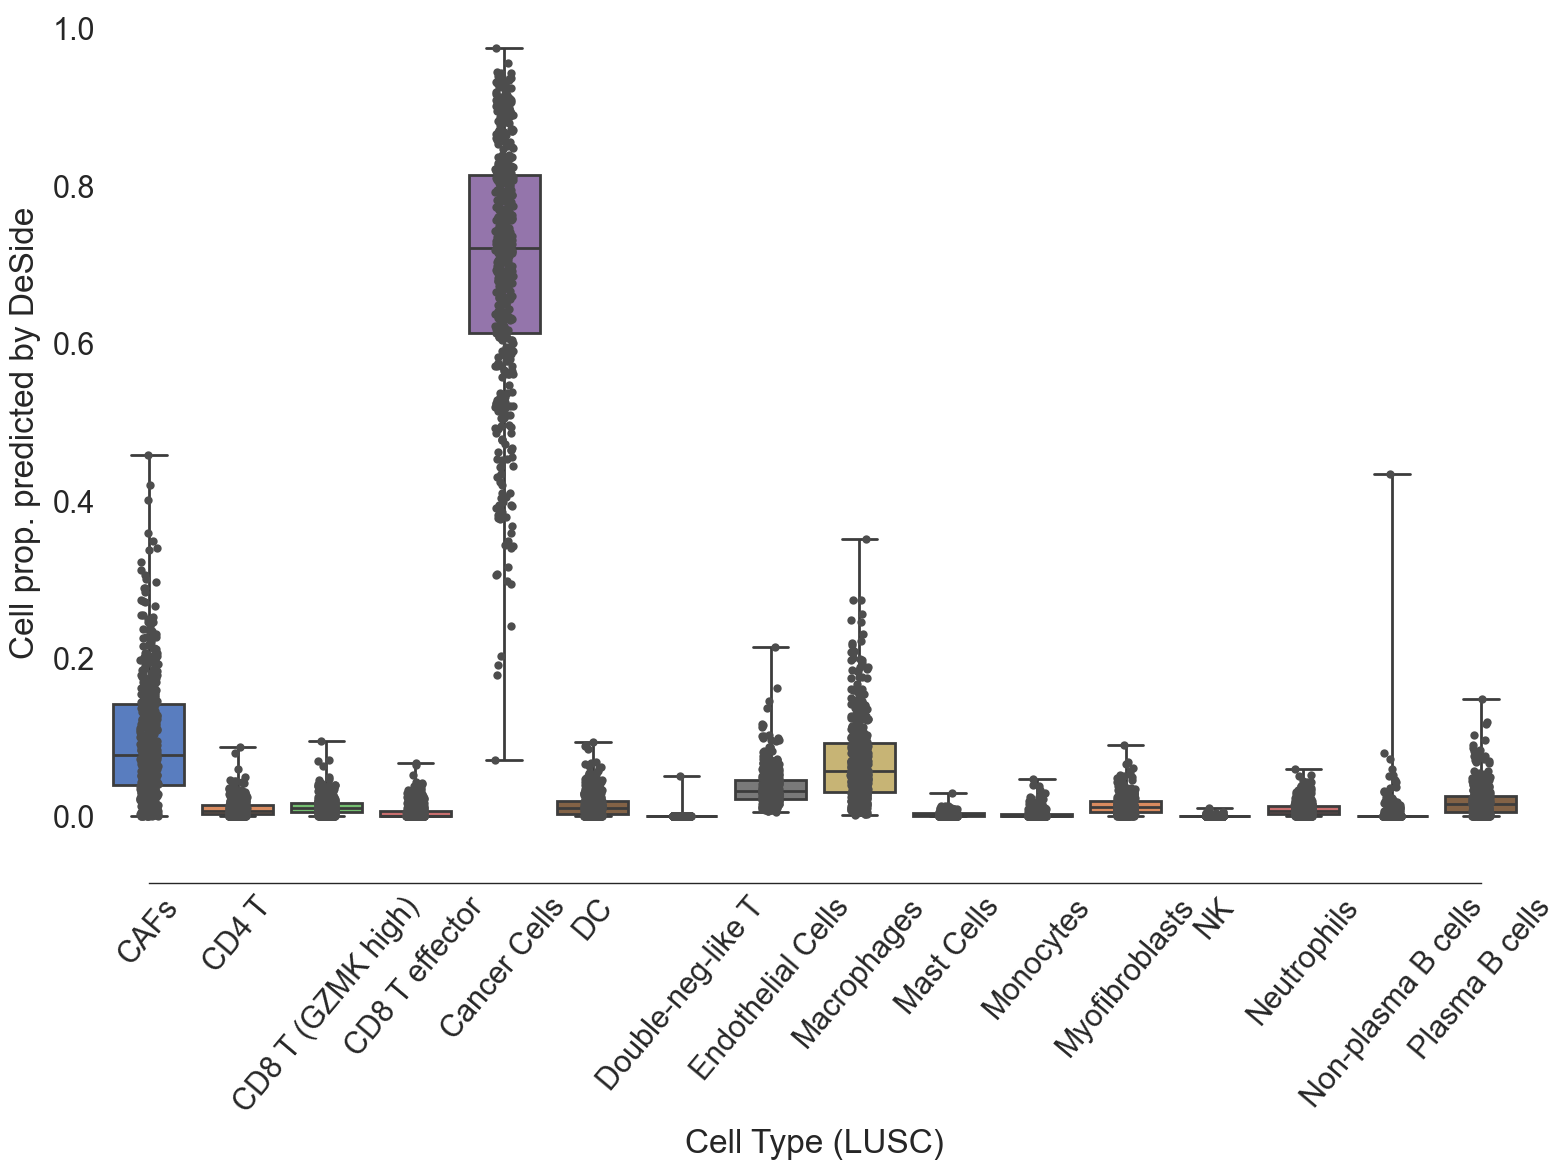 Cell prop. predicted by DeSide
1.0
0.8
0.6
0.4
0.2
0.0
CAFs
CD4 T
CD8 T (GZMK high)
CD8 T effector
Cancer Cells
DC
Double-neg-like T
Endothelial Cells
Macrophages
Mast Cells
Monocytes
Myofibroblasts
NK
Neutrophils
Non-plasma B cells
Plasma B cells
Cell Type (LUSC)